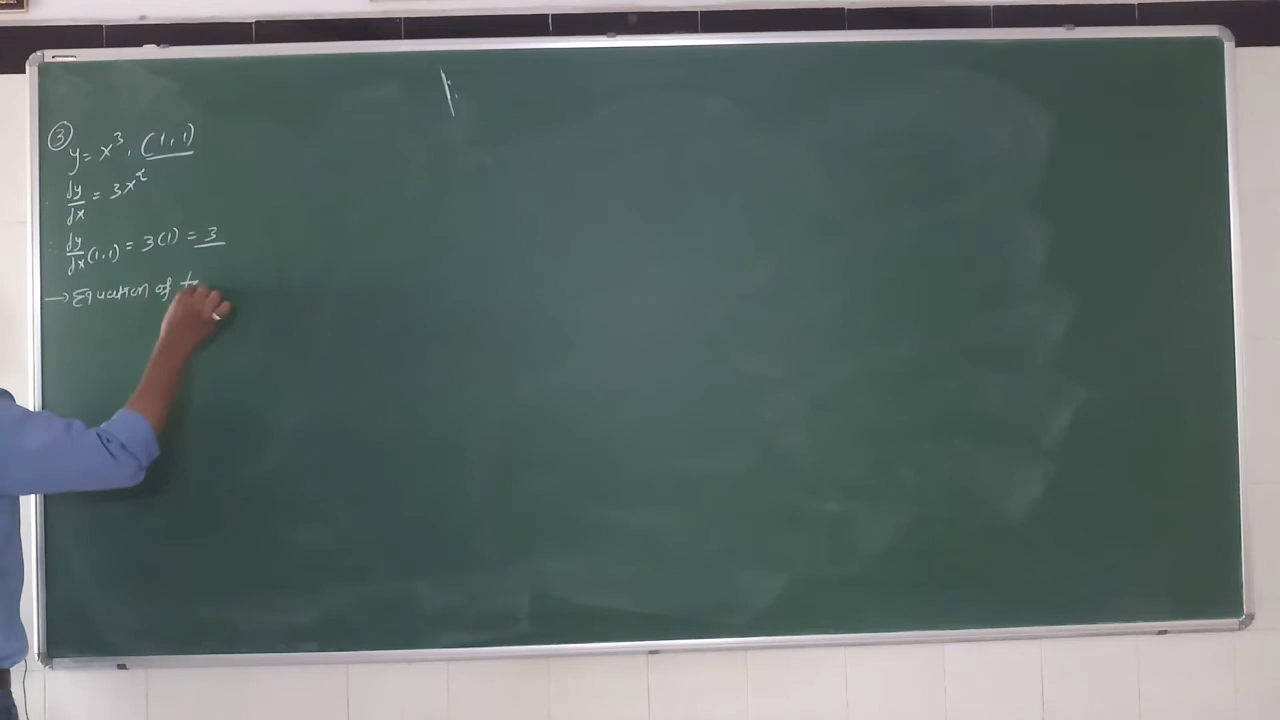 ③ y = x³, (1,1)
dy/dx = 3x²
dy/dx (1,1) = 3(1) = 3
→ Equation of